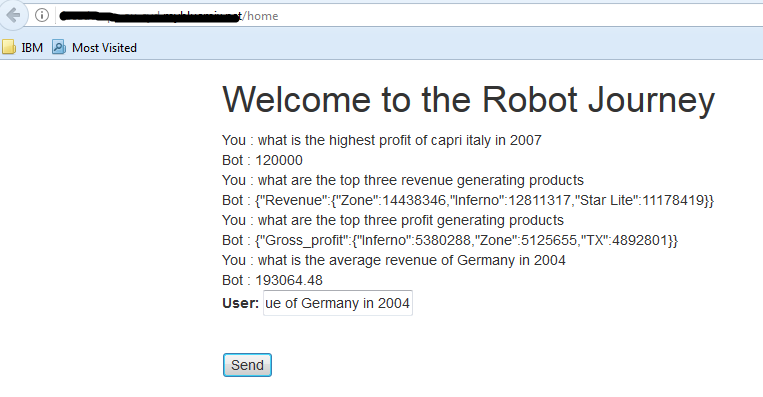 /home
IBM Most Visited
Welcome to the Robot Journey
You : what is the highest profit of capri italy in 2007
Bot : 120000
You : what are the top three revenue generating products
Bot : {"Revenue":{"Zone":14438346,"Inferno":12811317,"Star Lite":11178419}}
You : what are the top three profit generating products
Bot : {"Gross_profit":{"Inferno":5380288,"Zone":5125655,"TX":4892801}}
You : what is the average revenue of Germany in 2004
Bot : 193064.48
User: ue of Germany in 2004
Send